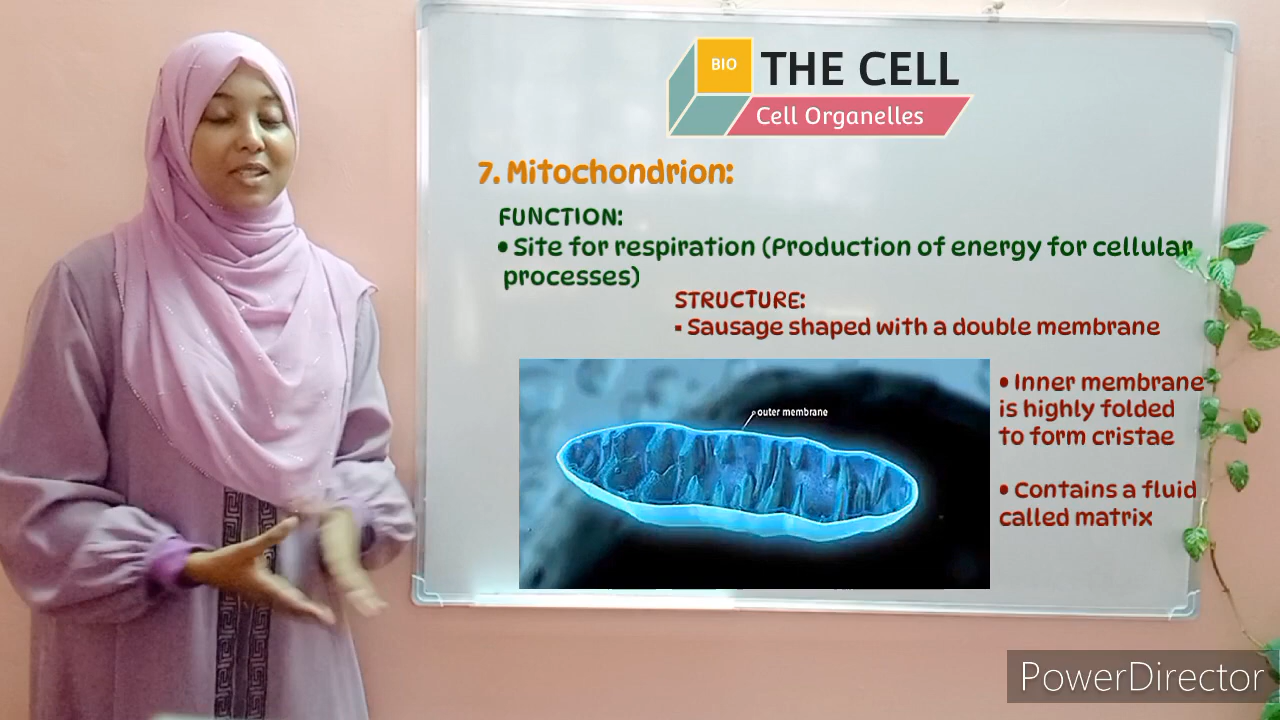 BIO
THE CELL
Cell Organelles
7. Mitochondrion:
FUNCTION:
• Site for respiration (Production of energy for cellular
processes)
STRUCTURE:
▪ Sausage shaped with a double membrane
outer membrane
• Inner membrane
is highly folded
to form cristae
• Contains a fluid
called matrix
PowerDirector